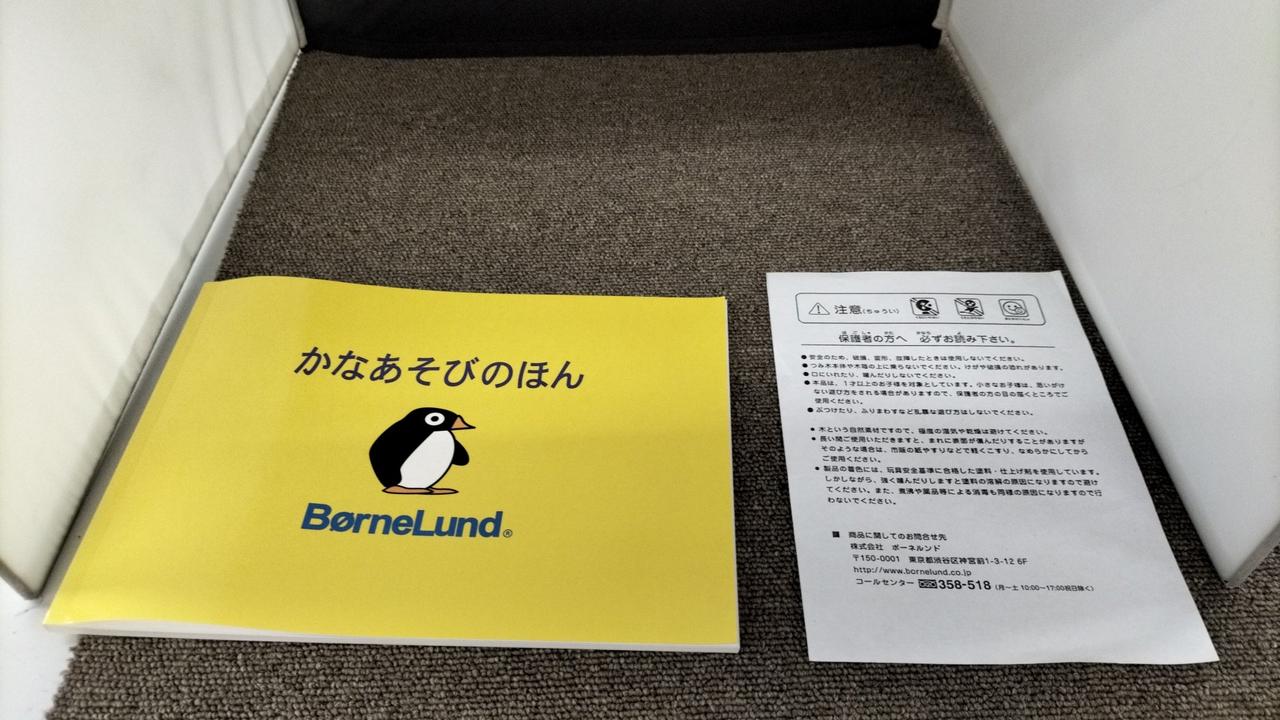 かなあそびのほん
BørneLund®
注意(ちゅうい)
保護者の方へ 必ずお読み下さい。
●安全のため、破損、変形、故障したときは使用しないでください。
●つみ木本体や木箱の上に乗らないでください。けがや破損の恐れがあります。
●口にいれたり、噛んだりしないでください。
●本品は、1才以上のお子様を対象としています。小さなお子様は、思いがけ
ない遊び方をされる場合がありますので、保護者の方の目の届くところでご
使用ください。
●ぶつけたり、ふりまわすなど乱暴な遊び方はしないでください。
●木という自然素材ですので、極度の湿気や乾燥は避けてください。
●長い間ご使用いただきますと、まれに表面が傷んだりすることがありますが
そのような場合は、市販の紙やすりなどで軽くこすり、なめらかにしてから
ご使用ください。
●製品の着色には、玩具安全基準に合格した塗料・仕上げ剤を使用しています。
しかしながら、強く噛んだりしますと塗料の溶解の原因になりますので避け
てください。また、煮沸や薬品等による消毒も同様の原因になりますので行
わないでください。
■ 商品に関してのお問合せ先
株式会社 ボーネルンド
〒150-0001 東京都渋谷区神宮前1-3-12 6F
http://www.bornelund.co.jp
コールセンター 358-518 (月〜土 10:00〜17:00祝日除く)